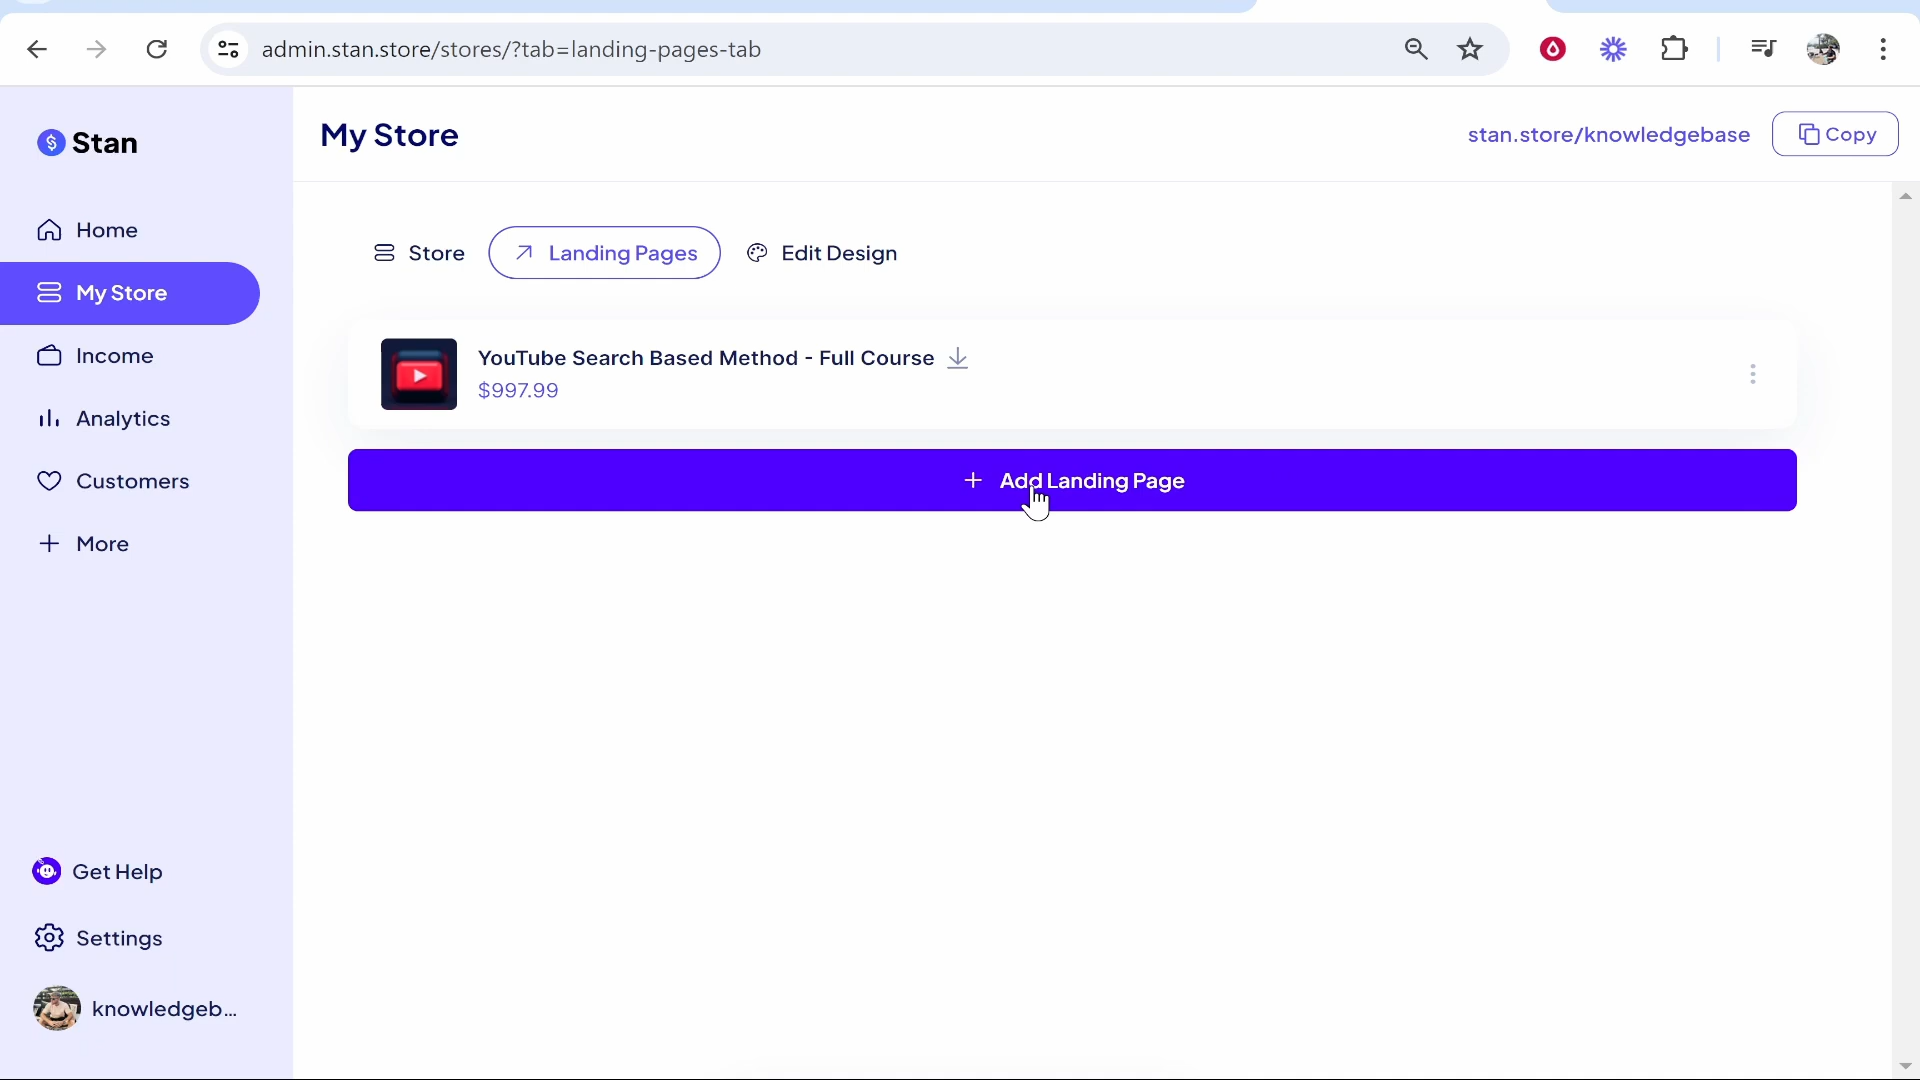 admin.stan.store/stores/?tab=landing-pages-tab
Stan
My Store
stan.store/knowledgebase
Copy
Home
My Store
Income
Analytics
Customers
More
Store
Landing Pages
Edit Design
YouTube Search Based Method - Full Course
$997.99
Add Landing Page
Get Help
Settings
knowledgeb...